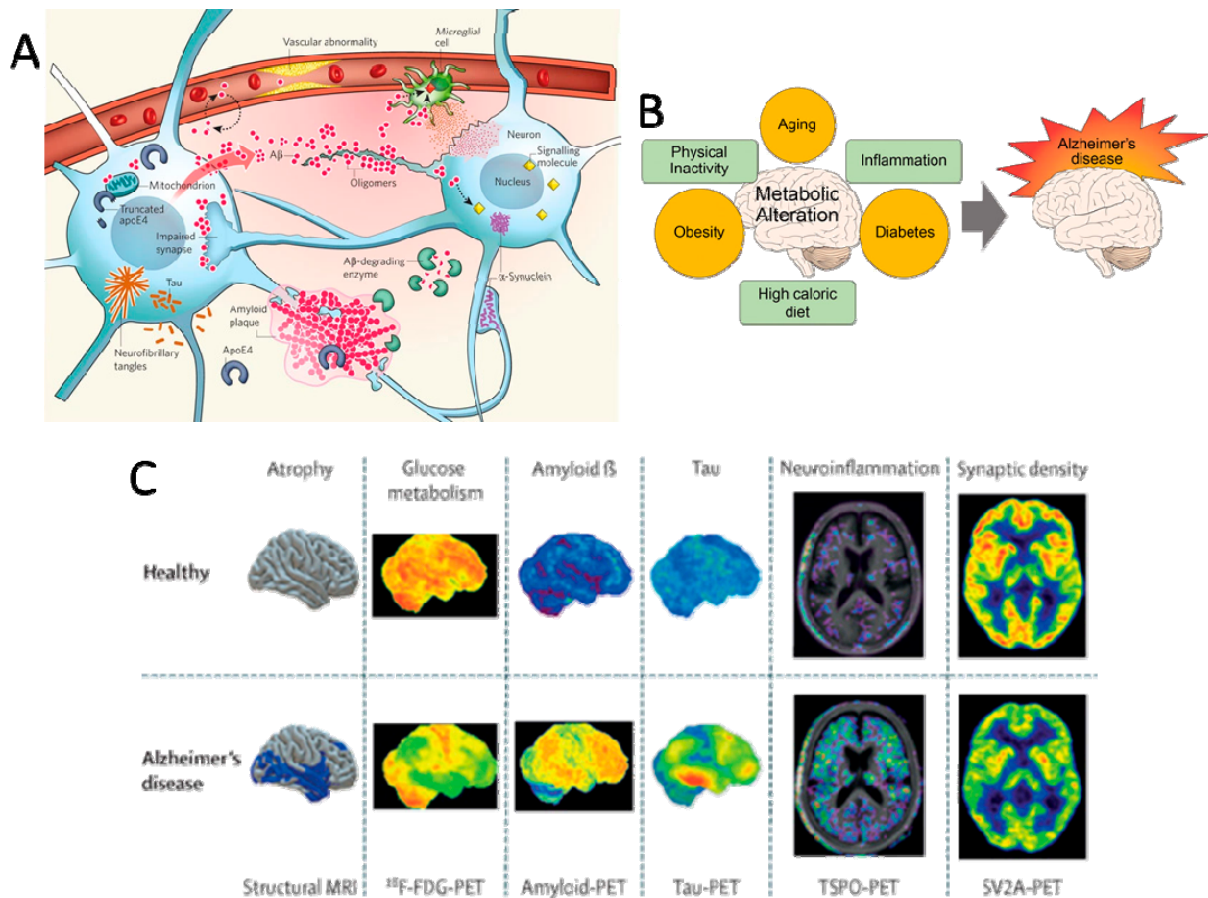 A
Vascular abnormality
Microglial
cell
Neuron
Signalling
molecule
Aβ
Oligomers
Nucleus
Mitochondrion
Truncated
apoE4
Impaired
synapse
Aβ-degrading
enzyme
α-Synuclein
Tau
Amyloid
plaque
Neurofibrillary
tangles
ApoE4
B
Aging
Physical
Inactivity
Inflammation
Metabolic
Alteration
Obesity
Diabetes
High caloric
diet
Alzheimer's
disease
C
Atrophy
Glucose
metabolism
Amyloid ß
Tau
Neuroinflammation
Synaptic density
Healthy
Alzheimer's
disease
Structural MRI
¹⁸F-FDG-PET
Amyloid-PET
Tau-PET
TSPO-PET
SV2A-PET